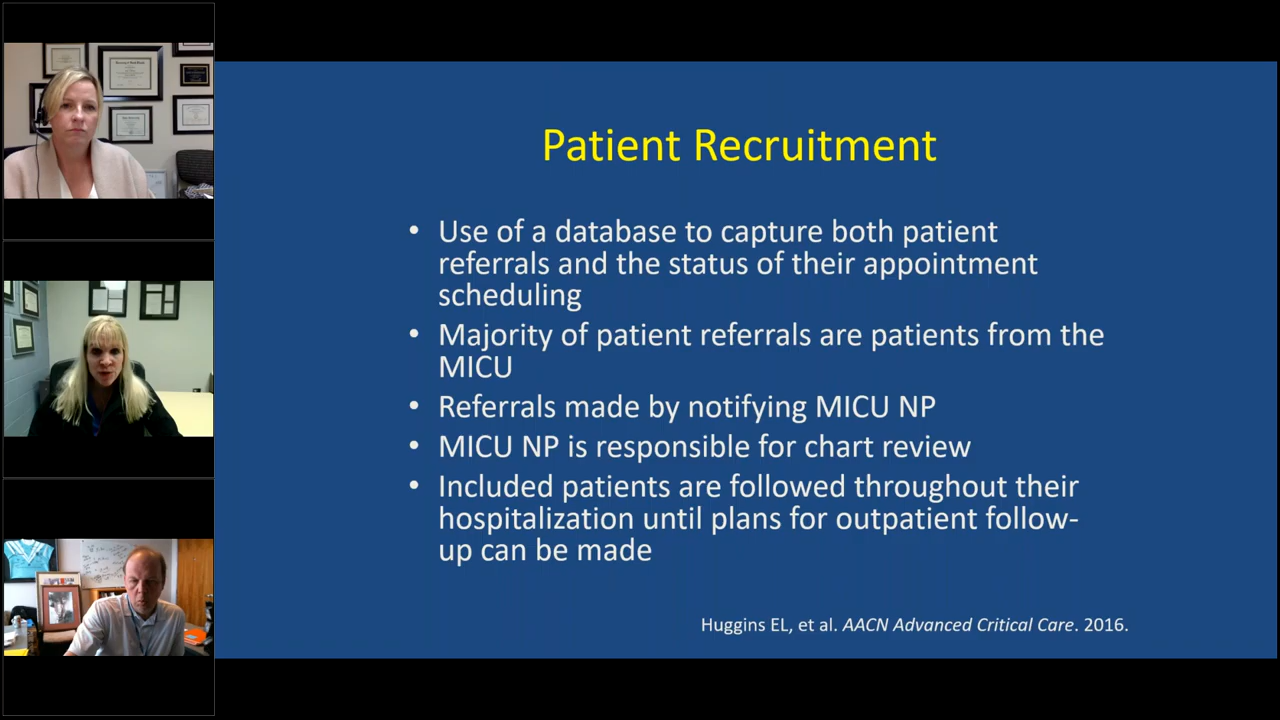 Patient Recruitment
• Use of a database to capture both patient
referrals and the status of their appointment
scheduling
• Majority of patient referrals are patients from the
MICU
• Referrals made by notifying MICU NP
• MICU NP is responsible for chart review
• Included patients are followed throughout their
hospitalization until plans for outpatient follow-
up can be made
Huggins EL, et al. AACN Advanced Critical Care. 2016.